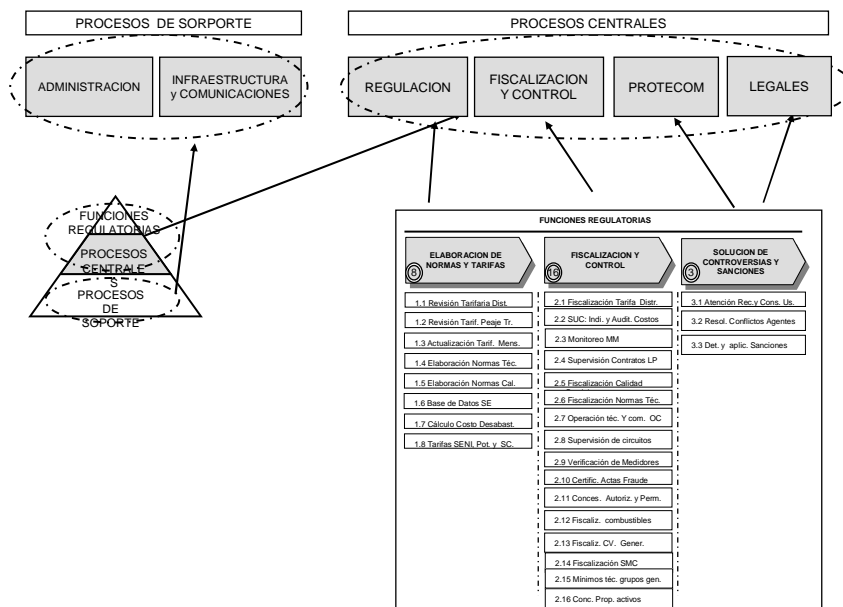 PROCESOS DE SORPORTE
PROCESOS CENTRALES
ADMINISTRACION
INFRAESTRUCTURA
y COMUNICACIONES
REGULACION
FISCALIZACION
Y CONTROL
PROTECOM
LEGALES
FUNCIONES
REGULATORIAS
PROCESOS
CENTRALE
S
PROCESOS
DE
SOPORTE
FUNCIONES REGULATORIAS
ELABORACION DE
NORMAS Y TARIFAS
8
1.1 Revisión Tarifaria Dist.
1.2 Revisión Tarif. Peaje Tr.
1.3 Actualización Tarif. Mens.
1.4 Elaboración Normas Téc.
1.5 Elaboración Normas Cal.
1.6 Base de Datos SE
1.7 Cálculo Costo Desabast.
1.8 Tarifas SENI, Pot. y SC.
FISCALIZACION Y
CONTROL
16
2.1 Fiscalización Tarifa Distr.
2.2 SUC: Indi. y Audit. Costos
2.3 Monitoreo MM
2.4 Supervisión Contratos LP
2.5 Fiscalización Calidad
2.6 Fiscalización Normas Téc.
2.7 Operación téc. Y com. OC
2.8 Supervisión de circuitos
2.9 Verificación de Medidores
2.10 Certific. Actas Fraude
2.11 Conces. Autoriz. y Perm.
2.12 Fiscaliz. combustibles
2.13 Fiscaliz. CV. Gener.
2.14 Fiscalización SMC
2.15 Mínimos téc. grupos gen.
2.16 Conc. Prop. activos
SOLUCION DE
CONTROVERSIAS Y
SANCIONES
3
3.1 Atención Rec.y Cons. Us.
3.2 Resol. Conflictos Agentes
3.3 Det. y aplic. Sanciones